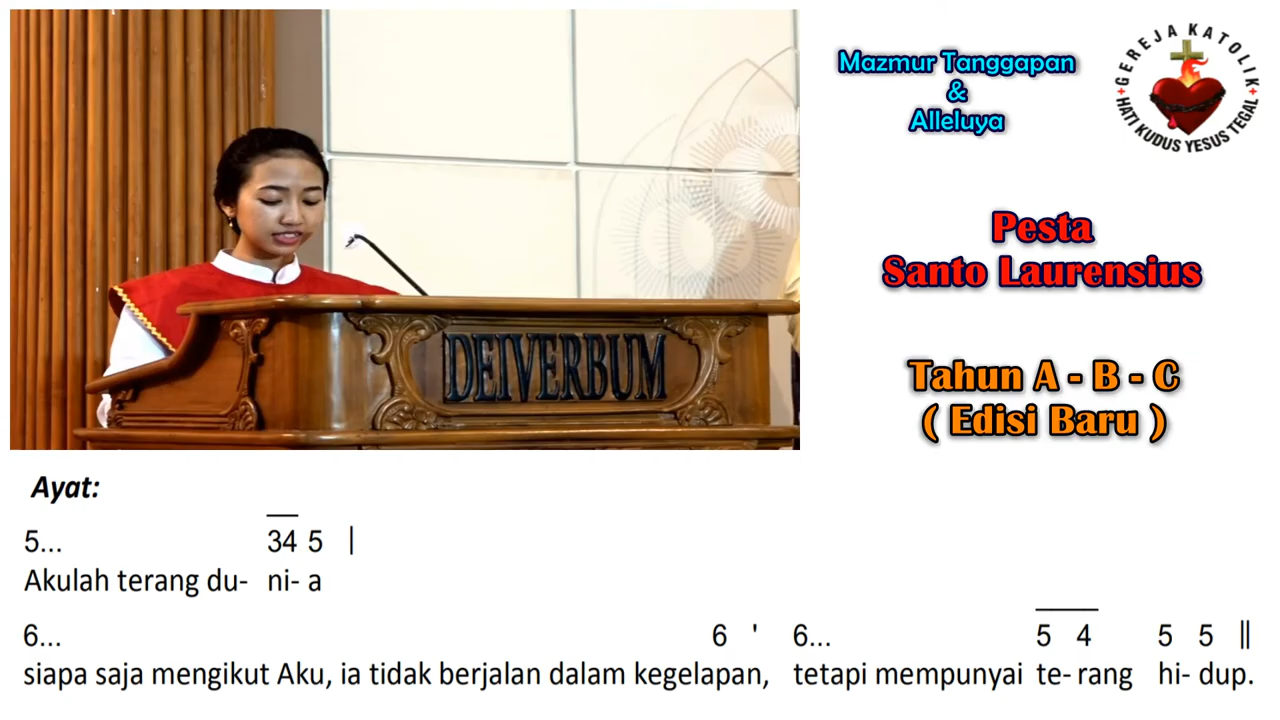 Mazmur Tanggapan
&
Alleluya
GEREJA KATOLIK
HATI KUDUS YESUS TEGAL
Pesta
Santo Laurensius
Tahun A - B - C
( Edisi Baru )
DEIVERBUM
Ayat:
5... 34 5 |
Akulah terang du- ni- a
6... 6 ' 6... 5 4 5 5 ||
siapa saja mengikut Aku, ia tidak berjalan dalam kegelapan, tetapi mempunyai te- rang hi- dup.